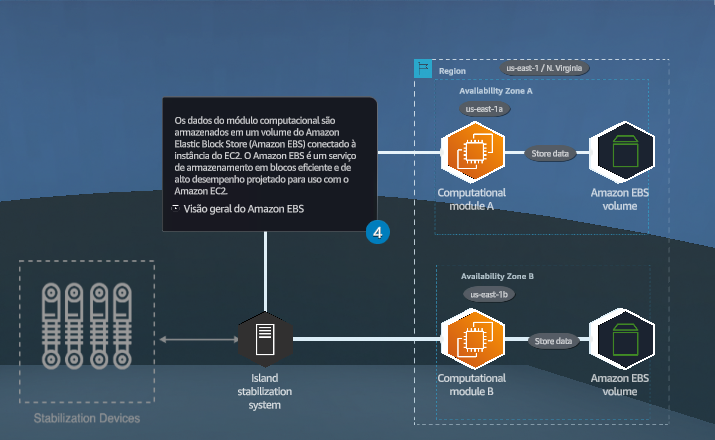 Region
us-east-1 / N. Virginia
Availability Zone A
us-east-1a
Os dados do módulo computacional são
armazenados em um volume do Amazon
Elastic Block Store (Amazon EBS) conectado à
instância do EC2. O Amazon EBS é um serviço
de armazenamento em blocos eficiente e de
alto desempenho projetado para uso com o
Amazon EC2.
Visão geral do Amazon EBS
4
Store data
Computational
module A
Amazon EBS
volume
Availability Zone B
us-east-1b
Store data
Computational
module B
Amazon EBS
volume
Island
stabilization
system
Stabilization Devices